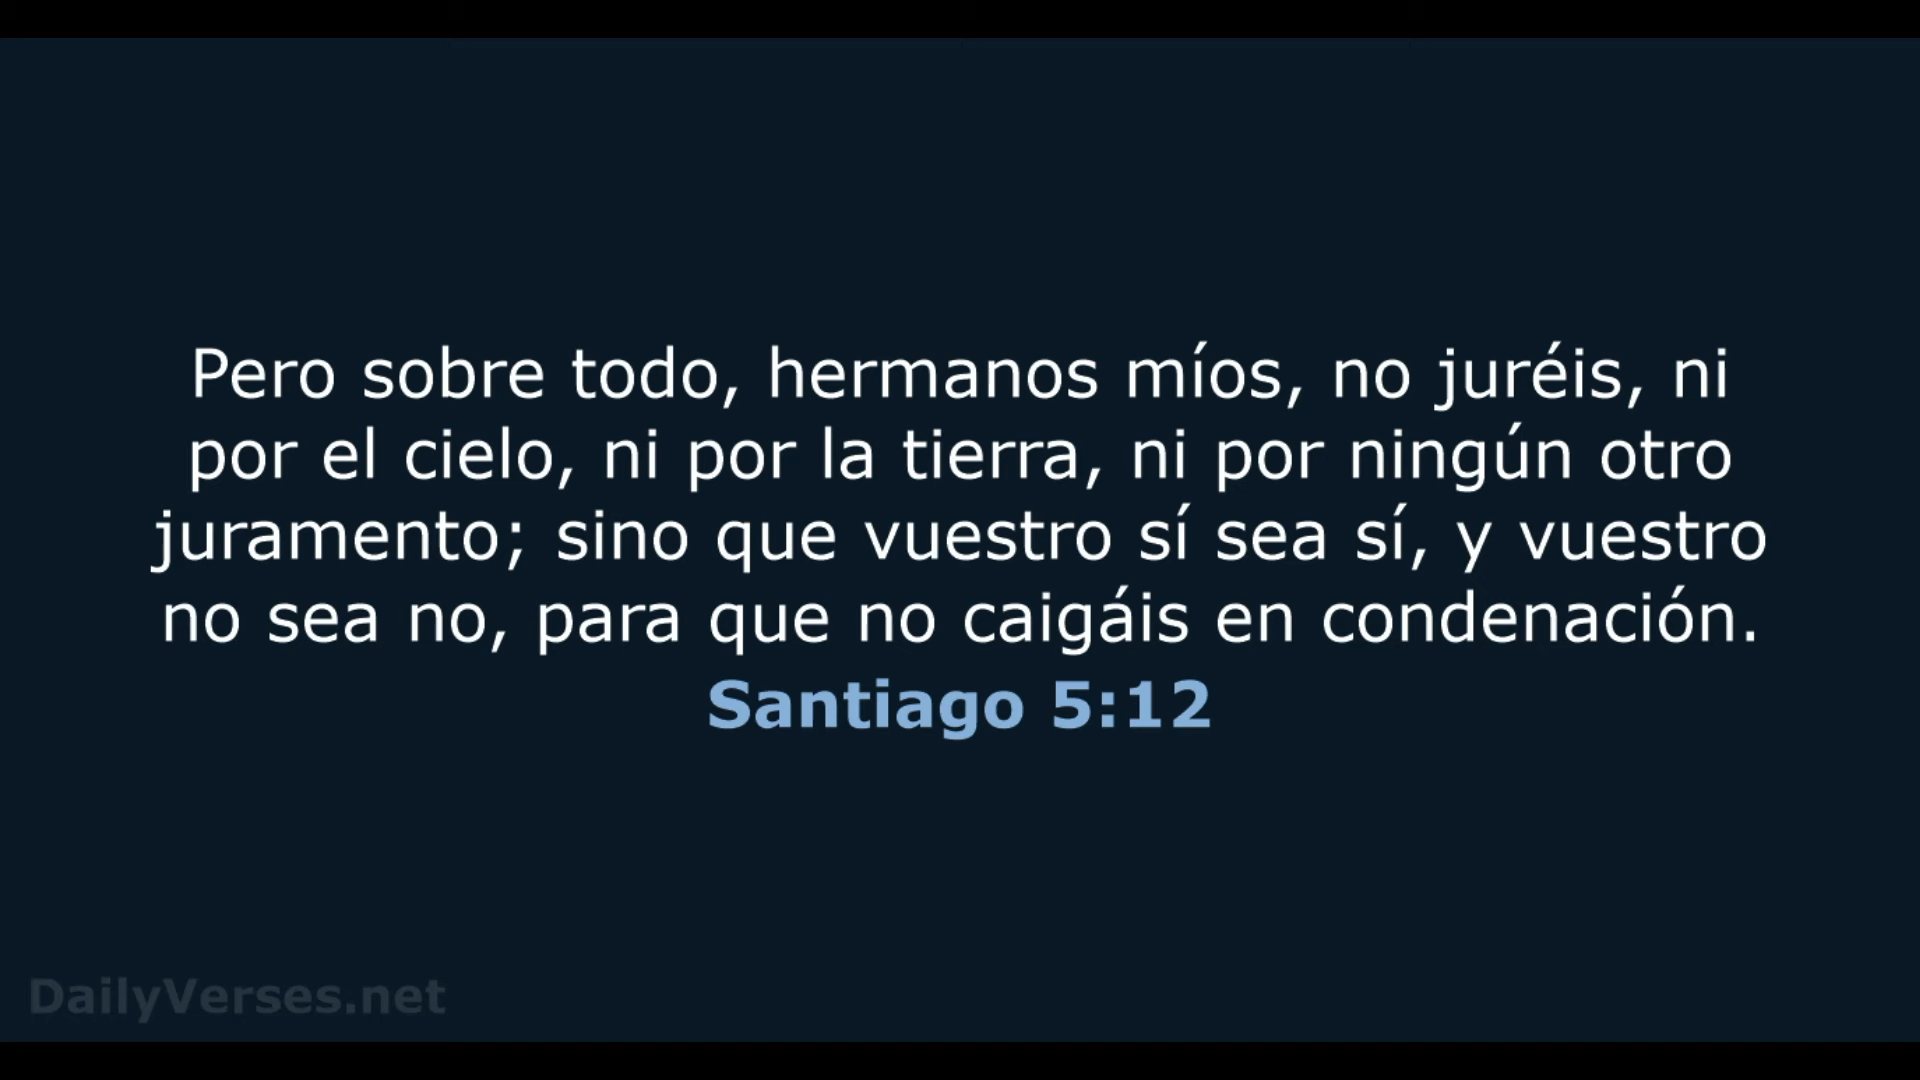 Pero sobre todo, hermanos míos, no juréis, ni
por el cielo, ni por la tierra, ni por ningún otro
juramento; sino que vuestro sí sea sí, y vuestro
no sea no, para que no caigáis en condenación.
Santiago 5:12
DailyVerses.net